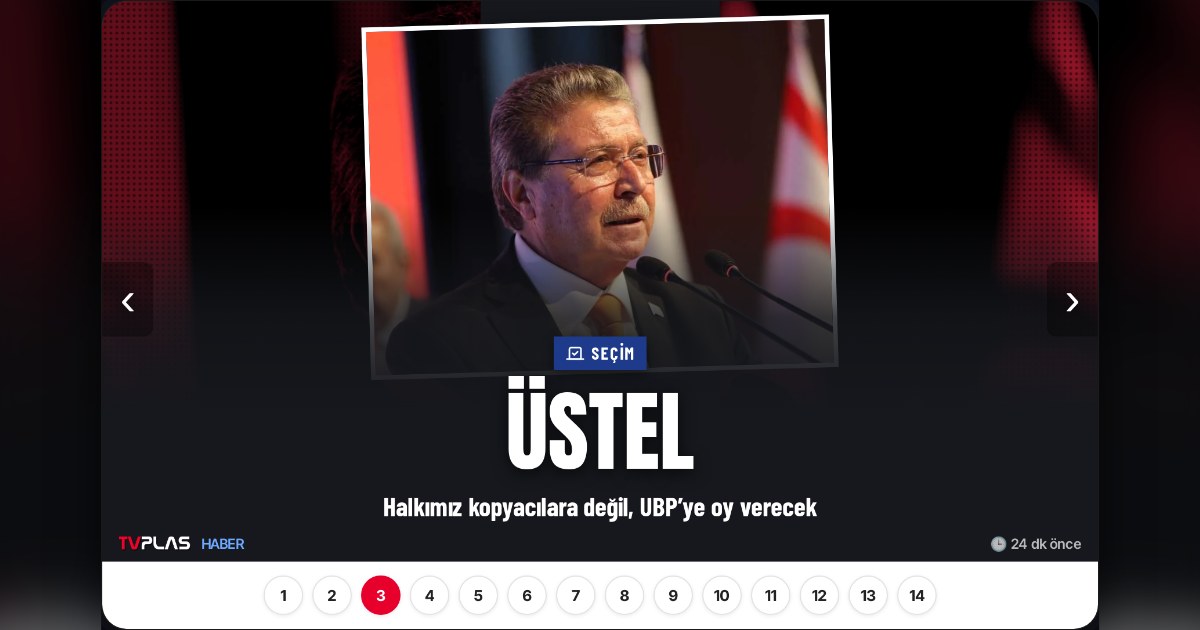 SEÇİM
ÜSTEL
Halkımız kopyacılara değil, UBP’ye oy verecek
TVPLAS HABER
24 dk önce
1 2 3 4 5 6 7 8 9 10 11 12 13 14